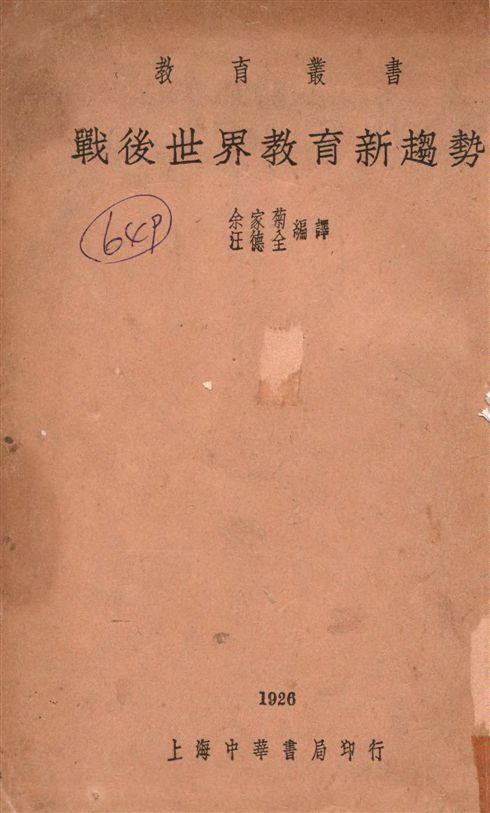 教育叢書
戰後世界教育新趨勢
余家菊
汪德全
編譯
64P
1926
上海中華書局印行